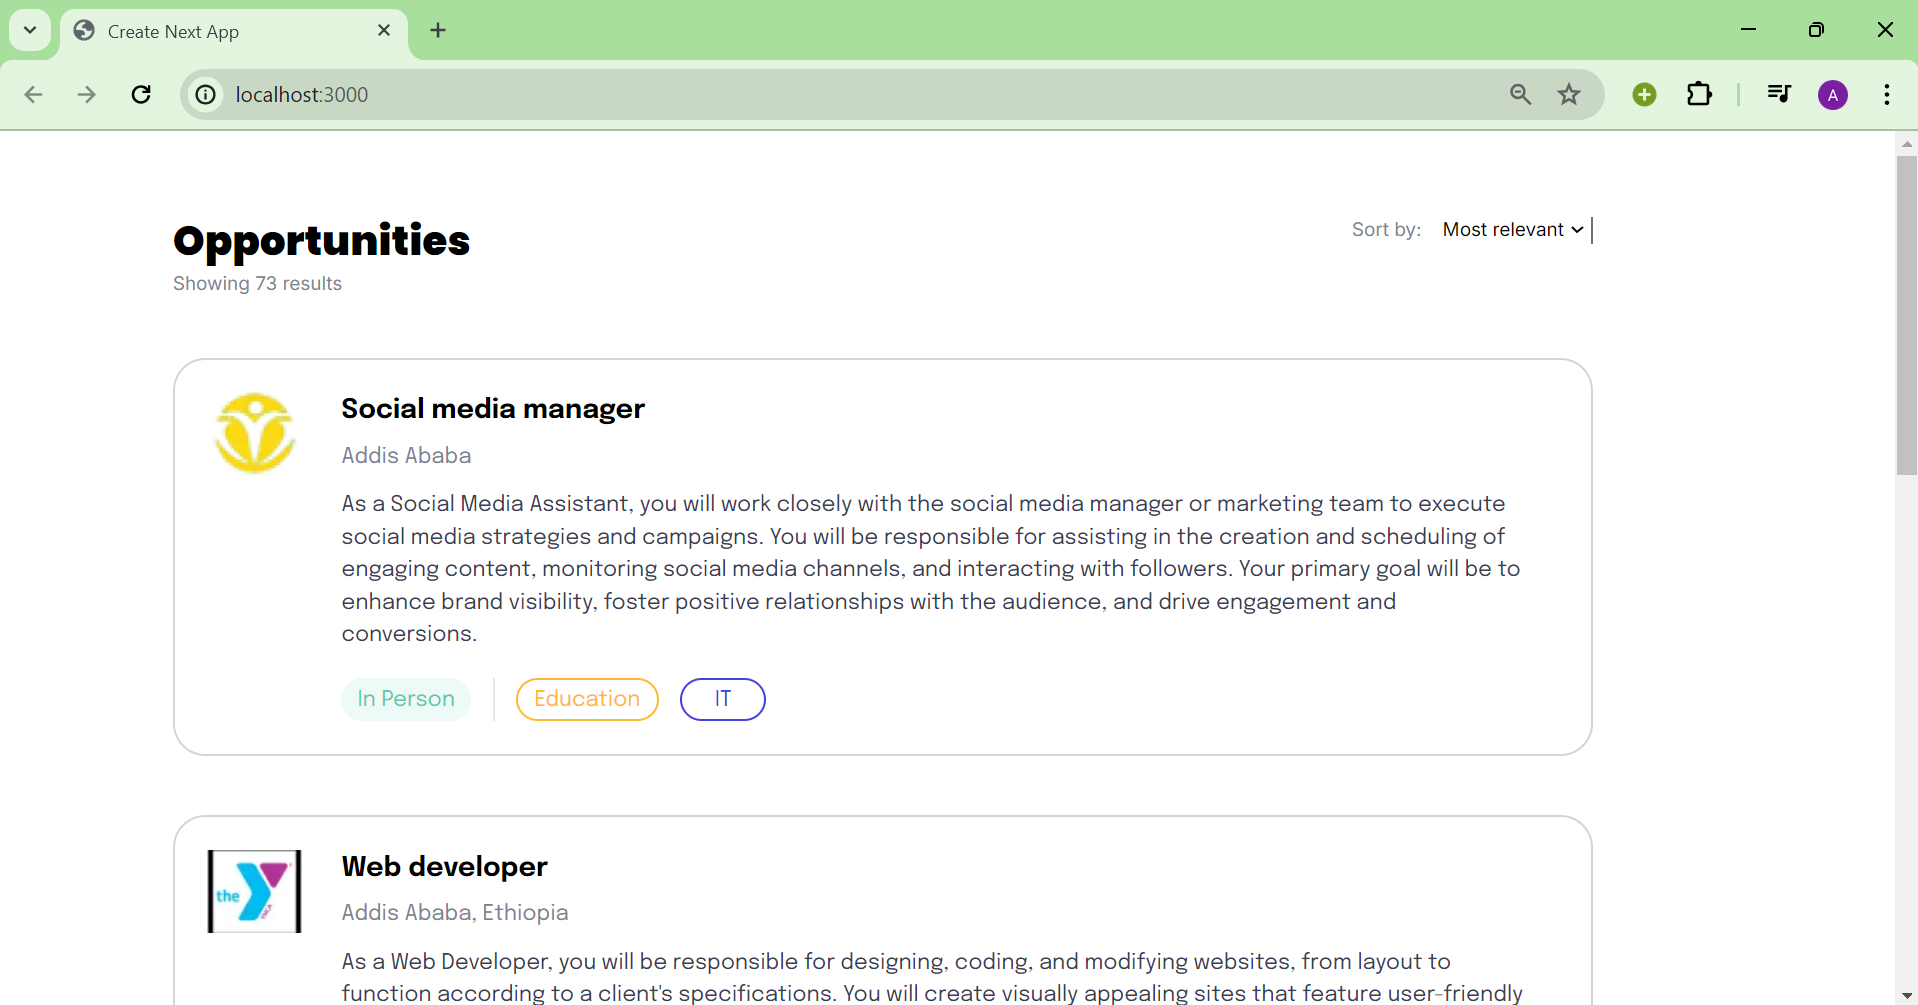 Create Next App
localhost:3000
A
Opportunities
Sort by: Most relevant
Showing 73 results
Social media manager
Addis Ababa
As a Social Media Assistant, you will work closely with the social media manager or marketing team to execute
social media strategies and campaigns. You will be responsible for assisting in the creation and scheduling of
engaging content, monitoring social media channels, and interacting with followers. Your primary goal will be to
enhance brand visibility, foster positive relationships with the audience, and drive engagement and
conversions.
In Person Education IT
the Y YMCA
Web developer
Addis Ababa, Ethiopia
As a Web Developer, you will be responsible for designing, coding, and modifying websites, from layout to
function according to a client's specifications. You will create visually appealing sites that feature user-friendly